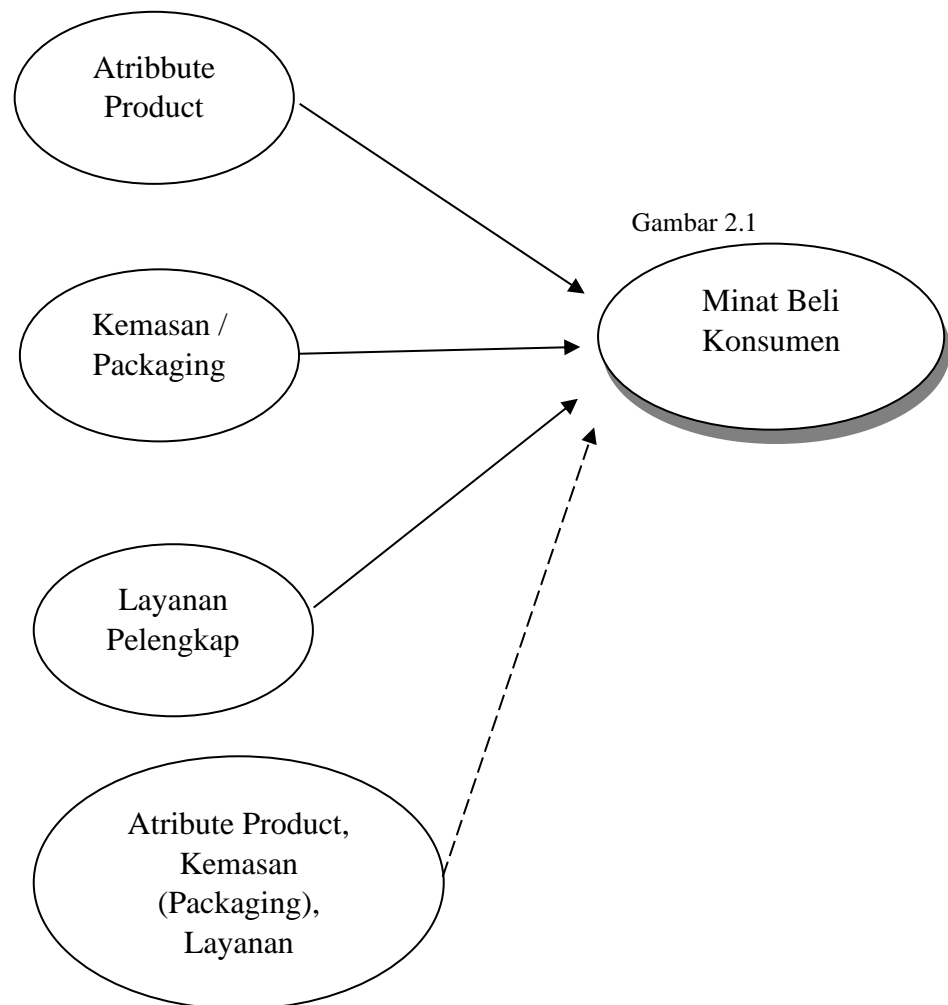 Atribbute
Product
Gambar 2.1
Minat Beli
Konsumen
Kemasan /
Packaging
Layanan
Pelengkap
Atribute Product,
Kemasan
(Packaging),
Layanan